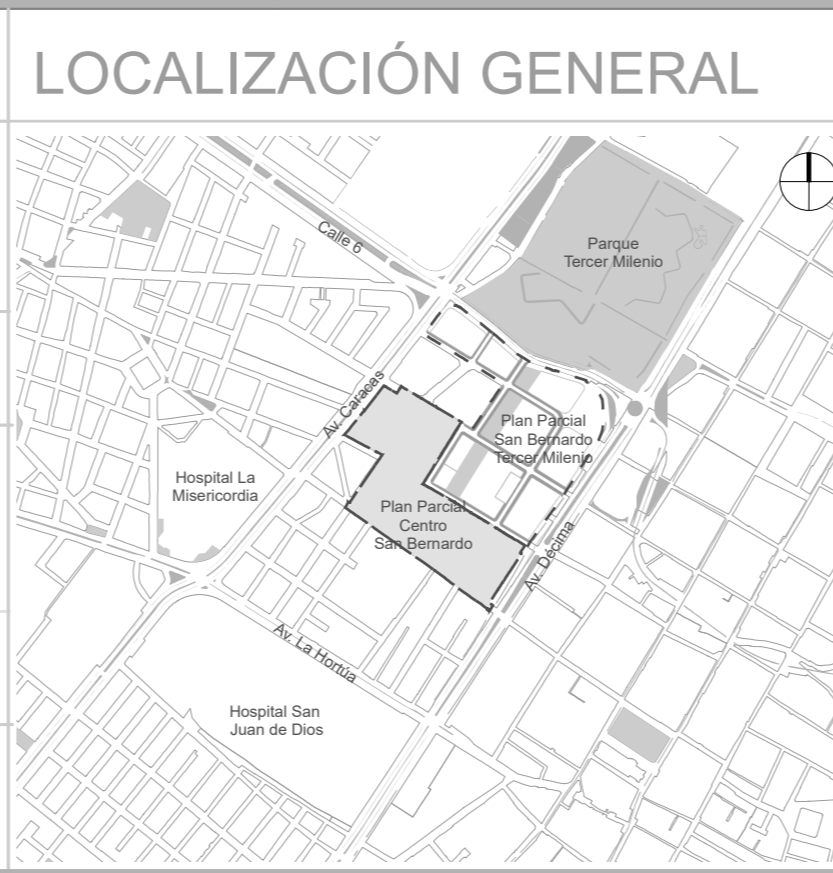 LOCALIZACIÓN GENERAL
Calle 6
Parque
Tercer Milenio
Av. Caracas
Plan Parcial
San Bernardo
Tercer Milenio
Hospital La
Misericordia
Plan Parcial
Centro
San Bernardo
Av. Décima
Av. La Hortúa
Hospital San
Juan de Dios